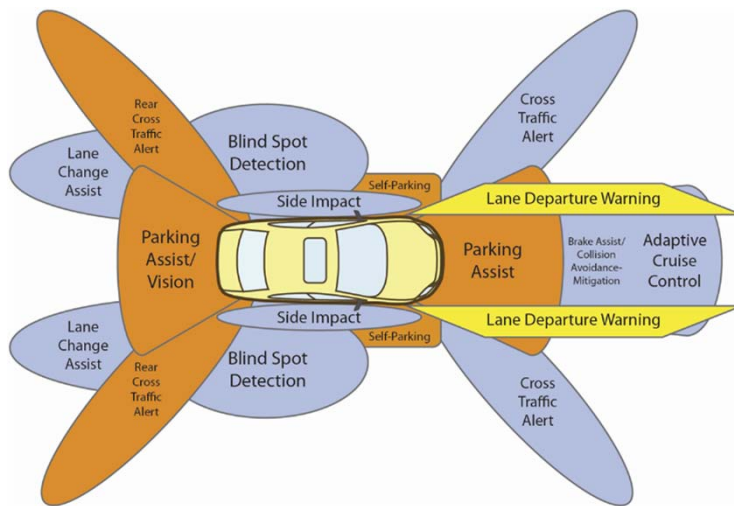 Rear
Cross
Traffic
Alert
Cross
Traffic
Alert
Lane
Change
Assist
Blind Spot
Detection
Self-Parking
Side Impact
Lane Departure Warning
Parking
Assist/
Vision
Parking
Assist
Brake Assist/
Collision
Avoidance-
Mitigation
Adaptive
Cruise
Control
Side Impact
Lane Departure Warning
Self-Parking
Lane
Change
Assist
Blind Spot
Detection
Rear
Cross
Traffic
Alert
Cross
Traffic
Alert